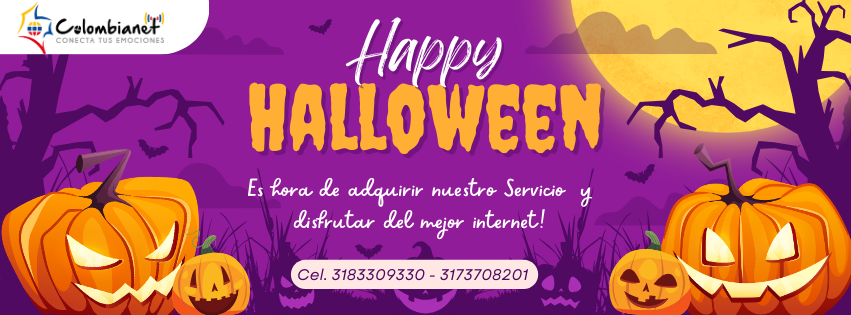 Colombianet
CONECTA TUS EMOCIONES
Happy
HALLOWEEN
Es hora de adquirir nuestro Servicio y
disfrutar del mejor internet!
Cel. 3183309330 - 3173708201